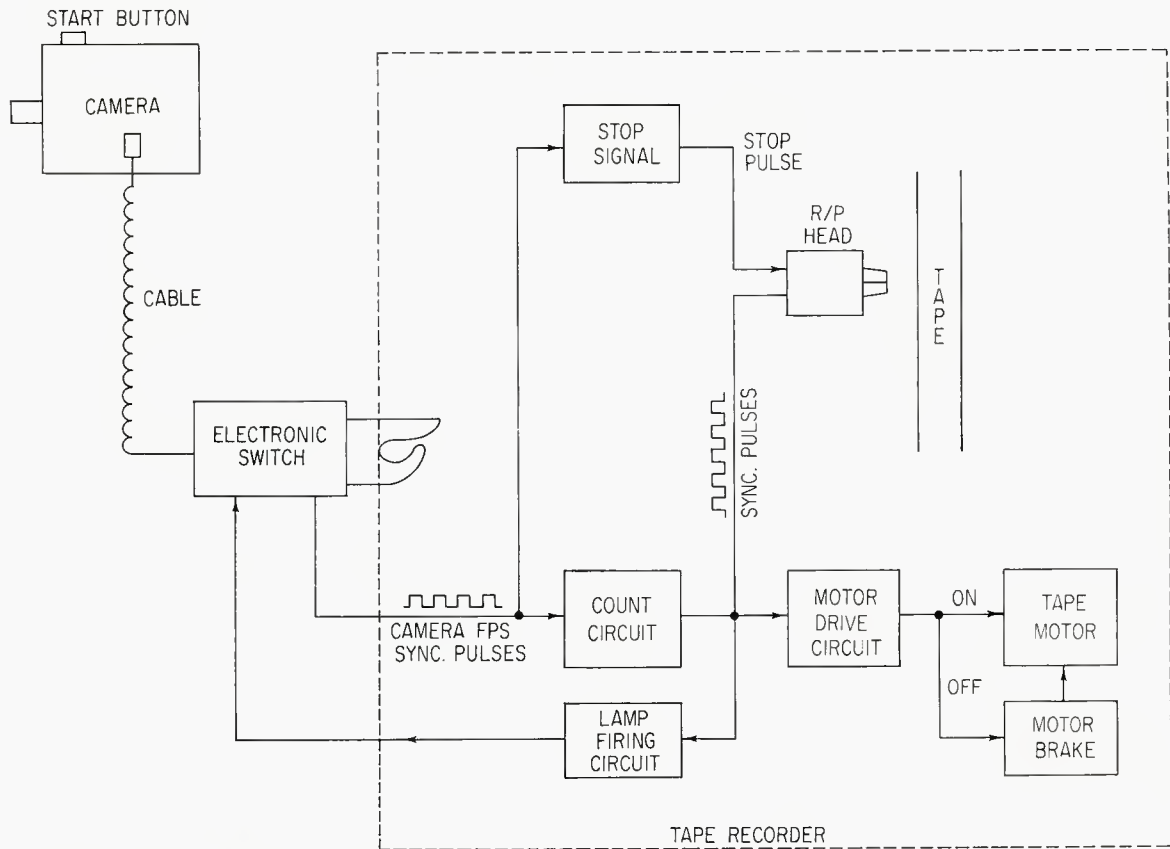 START BUTTON
CAMERA
CABLE
ELECTRONIC
SWITCH
STOP
SIGNAL
STOP
PULSE
R/P
HEAD
TAPE
SYNC. PULSES
CAMERA FPS
SYNC. PULSES
COUNT
CIRCUIT
MOTOR
DRIVE
CIRCUIT
ON
OFF
TAPE
MOTOR
MOTOR
BRAKE
LAMP
FIRING
CIRCUIT
TAPE RECORDER